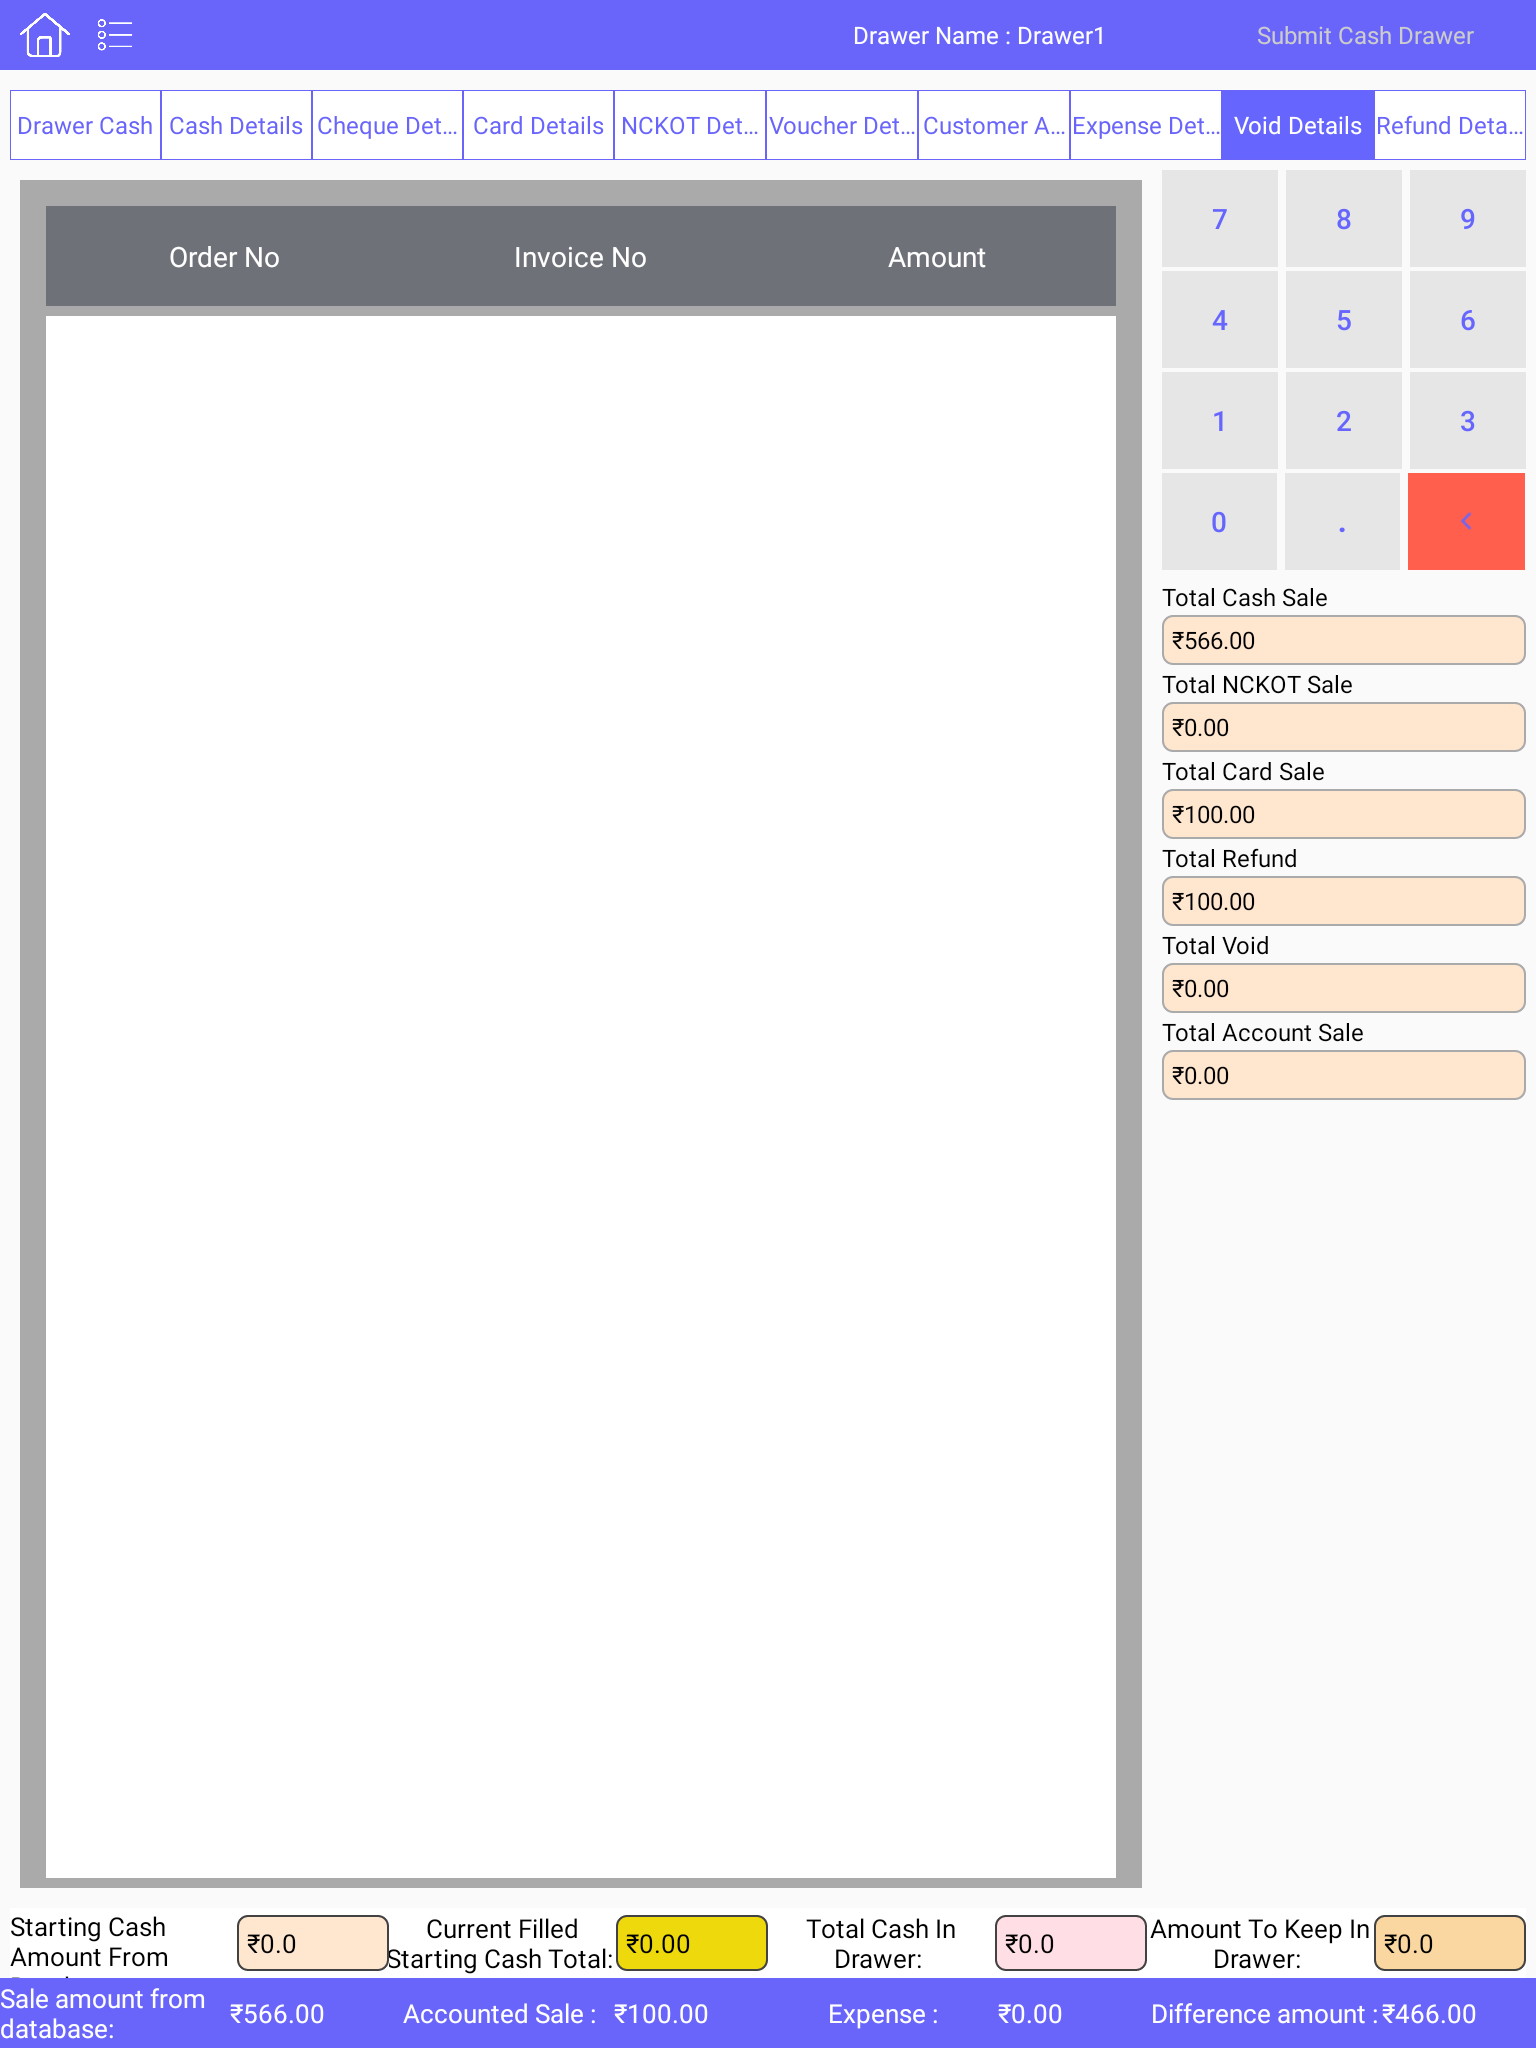 Drawer Name : Drawer1
Submit Cash Drawer
Drawer Cash
Cash Details
Cheque Det...
Card Details
NCKOT Det...
Voucher Det...
Customer A...
Expense Det...
Void Details
Refund Deta...
Order No
Invoice No
Amount
7
8
9
4
5
6
1
2
3
0
.
<
Total Cash Sale
₹566.00
Total NCKOT Sale
₹0.00
Total Card Sale
₹100.00
Total Refund
₹100.00
Total Void
₹0.00
Total Account Sale
₹0.00
Starting Cash
Amount From
₹0.0
Current Filled
Starting Cash Total:
₹0.00
Total Cash In
Drawer:
₹0.0
Amount To Keep In
Drawer:
₹0.0
Sale amount from
database:
₹566.00
Accounted Sale :
₹100.00
Expense :
₹0.00
Difference amount :
₹466.00